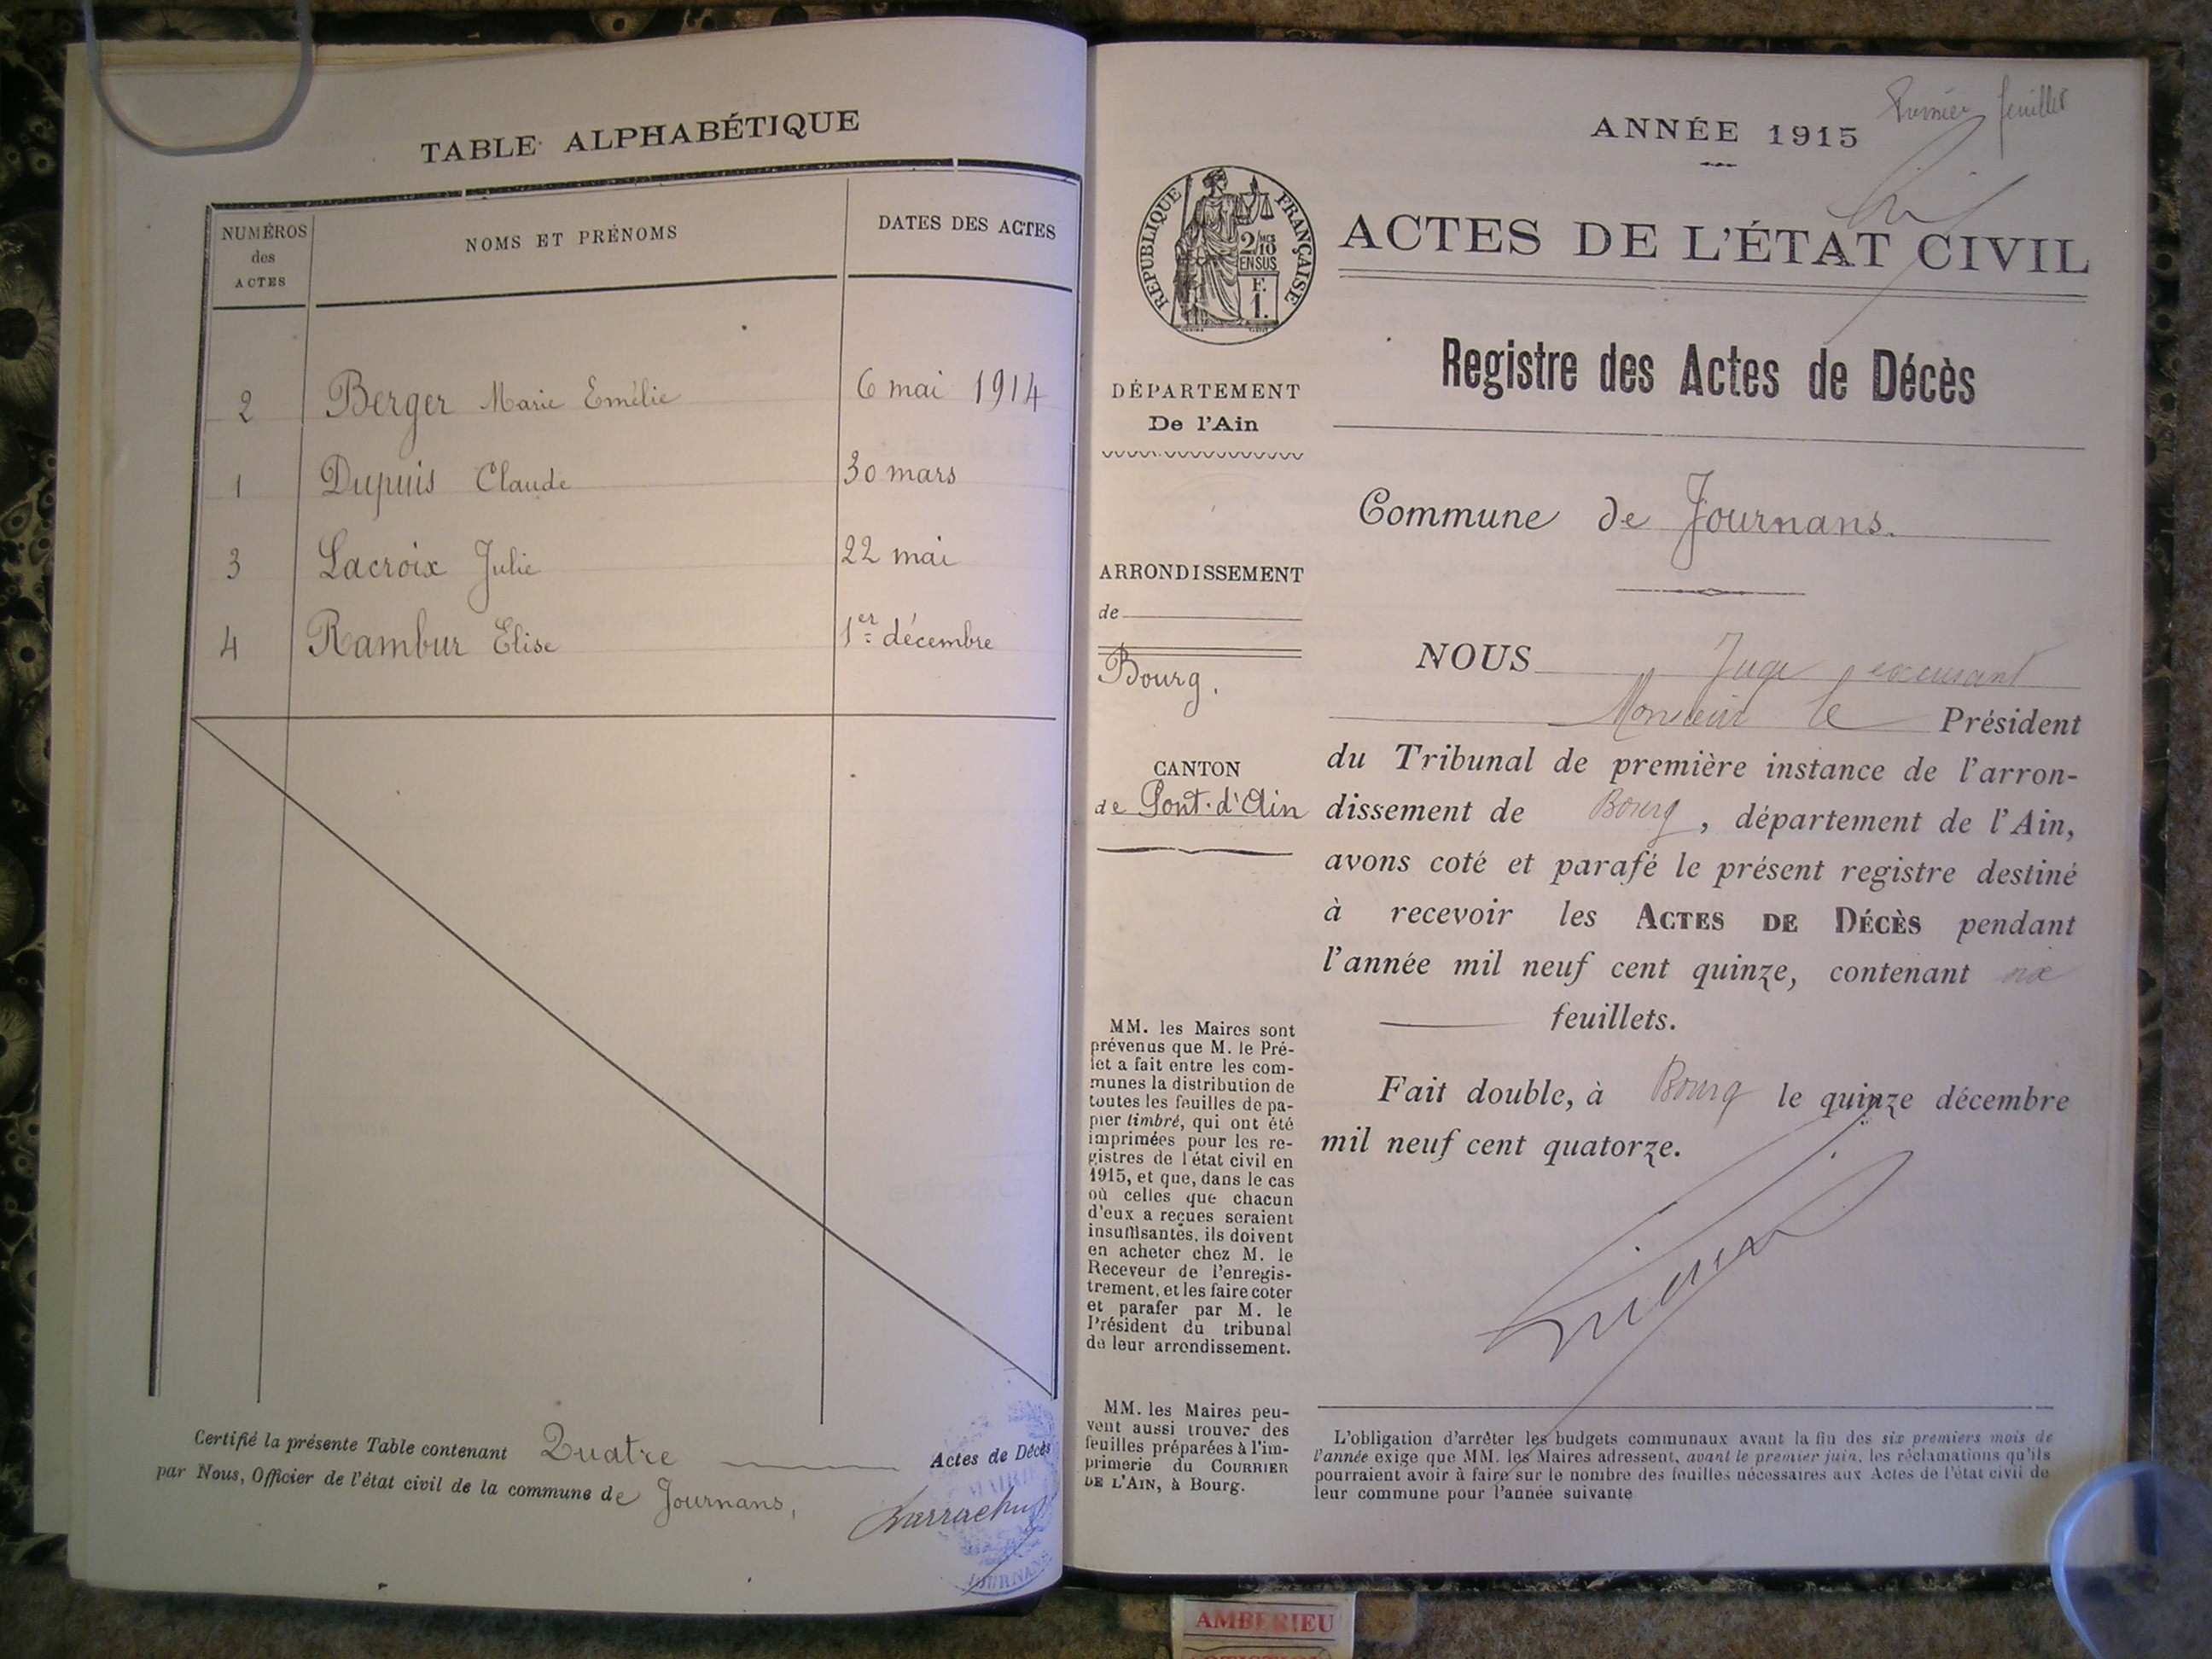 TABLE ALPHABÉTIQUE
NUMÉROS
des
ACTES
NOMS ET PRÉNOMS
DATES DES ACTES
2 Berger Marie Emélie 6 mai 1914
1 Dupuis Claude 30 mars
3 Lacroix Julie 22 mai
4 Rambur Elise 1er décembre
Certifié la présente Table contenant Quatre Actes de Décès
par Nous, Officier de l'état civil de la commune de Journans,
MAIRIE
JOURNANS
Premier feuillet
ANNÉE 1915
RÉPUBLIQUE FRANÇAISE
2/10
EN SUS
F.
1.
ACTES DE L'ÉTAT CIVIL
Registre des Actes de Décès
DÉPARTEMENT
De l'Ain
Commune de Journans.
ARRONDISSEMENT
de
Bourg.
CANTON
de Pont-d'Ain
NOUS Juge
Monsieur le Président
du Tribunal de première instance de l'arron-
dissement de Bourg, département de l'Ain,
avons coté et parafé le présent registre destiné
à recevoir les ACTES DE DÉCÈS pendant
l'année mil neuf cent quinze, contenant
feuillets.
Fait double, à Bourg le quinze décembre
mil neuf cent quatorze.
MM. les Maires sont
prévenus que M. le Pré-
fet a fait entre les com-
munes la distribution de
toutes les feuilles de pa-
pier timbré, qui ont été
imprimées pour les re-
gistres de l'état civil en
1915, et que, dans le cas
où celles que chacun
d'eux a reçues seraient
insuffisantes, ils doivent
en acheter chez M. le
Receveur de l'enregis-
trement, et les faire coter
et parafer par M. le
Président du tribunal
de leur arrondissement.
MM. les Maires peu-
vent aussi trouver des
feuilles préparées à l'im-
primerie du COURRIER
DE L'AIN, à Bourg.
L'obligation d'arrêter les budgets communaux avant la fin des six premiers mois de
l'année exige que MM. les Maires adressent, avant le premier juin, les réclamations qu'ils
pourraient avoir à faire sur le nombre des feuilles nécessaires aux Actes de l'état civil de
leur commune pour l'année suivante
AMBERIEU